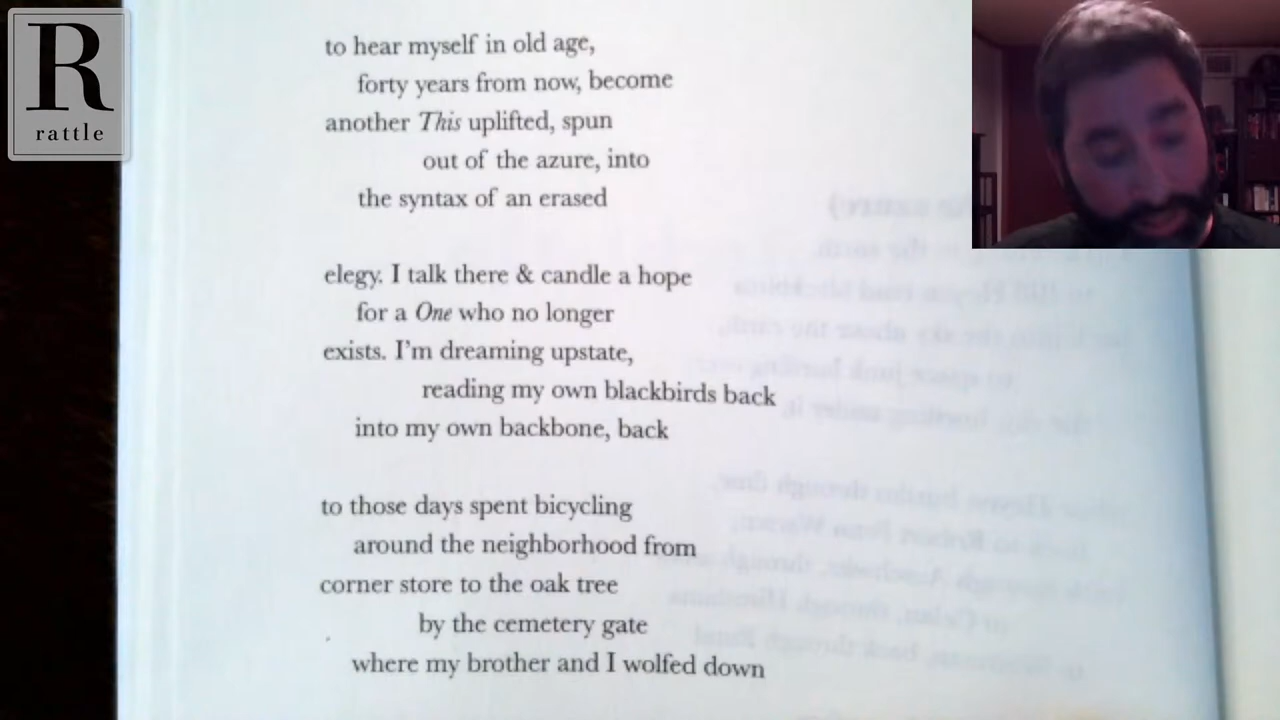 R
rattle
to hear myself in old age,
forty years from now, become
another This uplifted, spun
out of the azure, into
the syntax of an erased
elegy. I talk there & candle a hope
for a One who no longer
exists. I'm dreaming upstate,
reading my own blackbirds back
into my own backbone, back
to those days spent bicycling
around the neighborhood from
corner store to the oak tree
by the cemetery gate
where my brother and I wolfed down